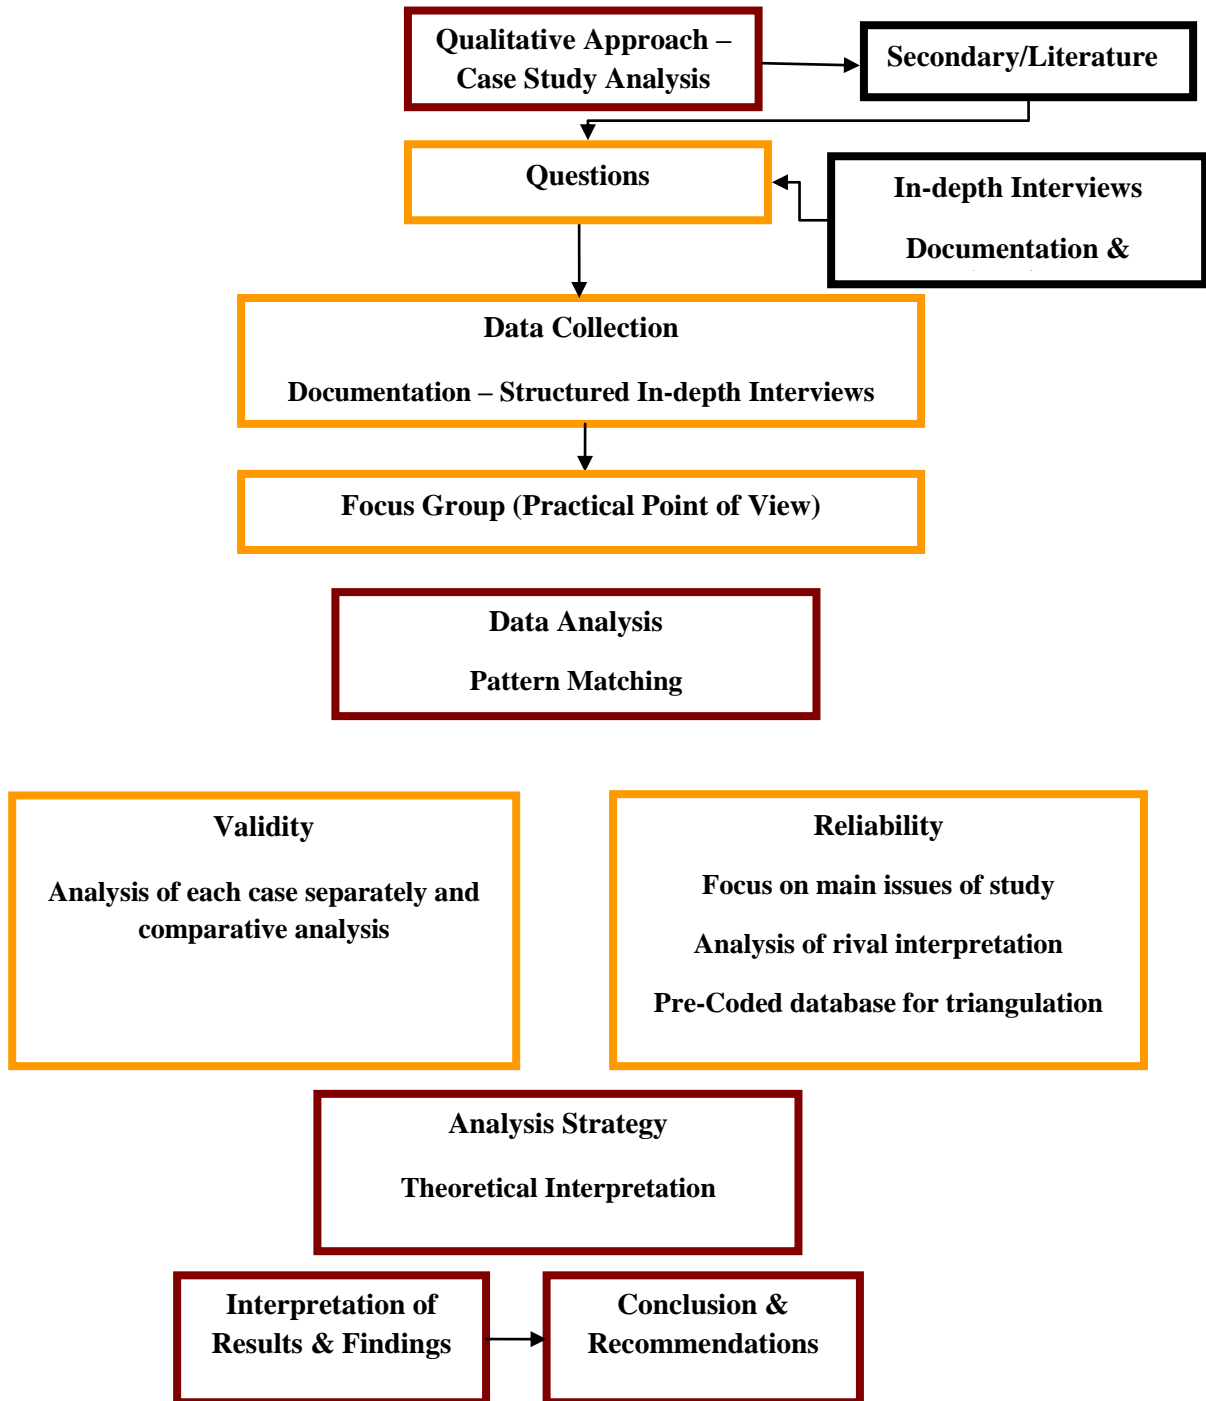 Qualitative Approach –
Case Study Analysis
Secondary/Literature
Questions
In-depth Interviews
Documentation &
Data Collection
Documentation – Structured In-depth Interviews
Focus Group (Practical Point of View)
Data Analysis
Pattern Matching
Validity
Analysis of each case separately and
comparative analysis
Reliability
Focus on main issues of study
Analysis of rival interpretation
Pre-Coded database for triangulation
Analysis Strategy
Theoretical Interpretation
Interpretation of
Results & Findings
Conclusion &
Recommendations